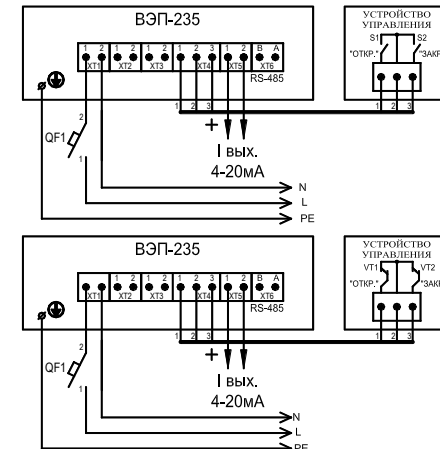 ВЭП-235
УСТРОЙСТВО
УПРАВЛЕНИЯ
S1 S2
"ОТКР." "ЗАКР
1 2 1 2 1 2 1 2 3 1 2 B A
XT1 XT2 XT3 XT4 XT5 XT6
RS-485
1 2 3 1 2 3
2
QF1
1
+
I вых.
4-20мА
N
L
PE
ВЭП-235
УСТРОЙСТВО
УПРАВЛЕНИЯ
VT1 VT2
"ОТКР." "ЗАКР
1 2 1 2 1 2 1 2 3 1 2 B A
XT1 XT2 XT3 XT4 XT5 XT6
RS-485
1 2 3 1 2 3
2
QF1
1
+
I вых.
4-20мА
N
L
PE